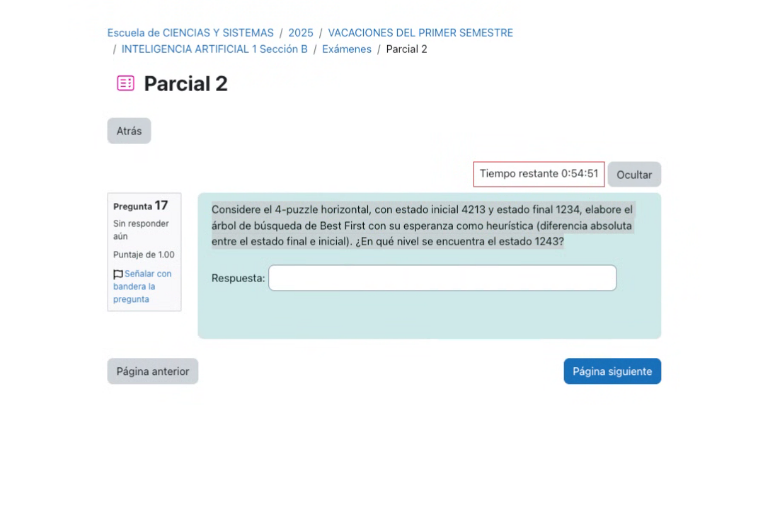 Escuela de CIENCIAS Y SISTEMAS / 2025 / VACACIONES DEL PRIMER SEMESTRE
/ INTELIGENCIA ARTIFICIAL 1 Sección B / Exámenes / Parcial 2
Parcial 2
Atrás
Tiempo restante 0:54:51
Ocultar
Pregunta 17
Sin responder
aún
Puntaje de 1.00
Señalar con
bandera la
pregunta
Considere el 4-puzzle horizontal, con estado inicial 4213 y estado final 1234, elabore el
árbol de búsqueda de Best First con su esperanza como heurística (diferencia absoluta
entre el estado final e inicial). ¿En qué nivel se encuentra el estado 1243?
Respuesta:
Página anterior
Página siguiente